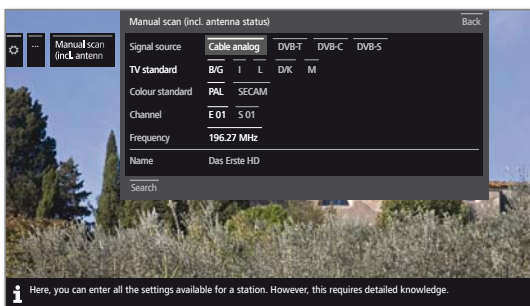 Manual scan (incl. antenna status) Back
... Manual scan
(incl. antenn
Signal source Cable analog DVB-T DVB-C DVB-S
TV standard B/G I L D/K M
Colour standard PAL SECAM
Channel E 01 S 01
Frequency 196.27 MHz
Name Das Erste HD
Search
i Here, you can enter all the settings available for a station. However, this requires detailed knowledge.